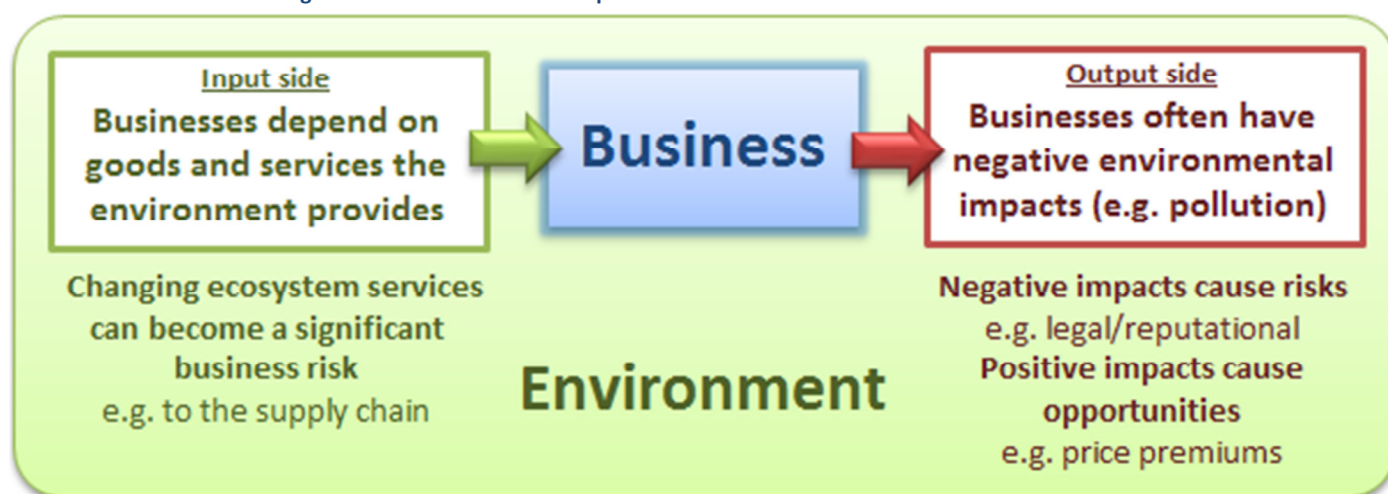 Input side
Businesses depend on
goods and services the
environment provides
Changing ecosystem services
can become a significant
business risk
e.g. to the supply chain
Business
Environment
Output side
Businesses often have
negative environmental
impacts (e.g. pollution)
Negative impacts cause risks
e.g. legal/reputational
Positive impacts cause
opportunities
e.g. price premiums